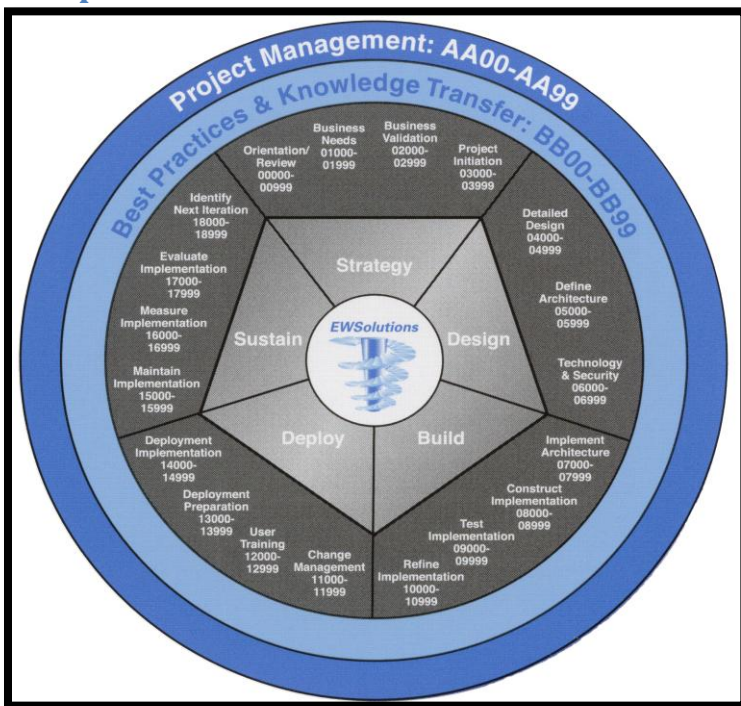 Project Management: AA00-AA99
Best Practices & Knowledge Transfer: BB00-BB99
Orientation/
Review
00000-
00999
Business
Needs
01000-
01999
Business
Validation
02000-
02999
Project
Initiation
03000-
03999
Detailed
Design
04000-
04999
Define
Architecture
05000-
05999
Technology
& Security
06000-
06999
Implement
Architecture
07000-
07999
Construct
Implementation
08000-
08999
Test
Implementation
09000-
09999
Refine
Implementation
10000-
10999
Change
Management
11000-
11999
User
Training
12000-
12999
Deployment
Preparation
13000-
13999
Deployment
Implementation
14000-
14999
Maintain
Implementation
15000-
15999
Measure
Implementation
16000-
16999
Evaluate
Implementation
17000-
17999
Identify
Next Iteration
18000-
18999
Strategy
Design
Build
Deploy
Sustain
EWSolutions